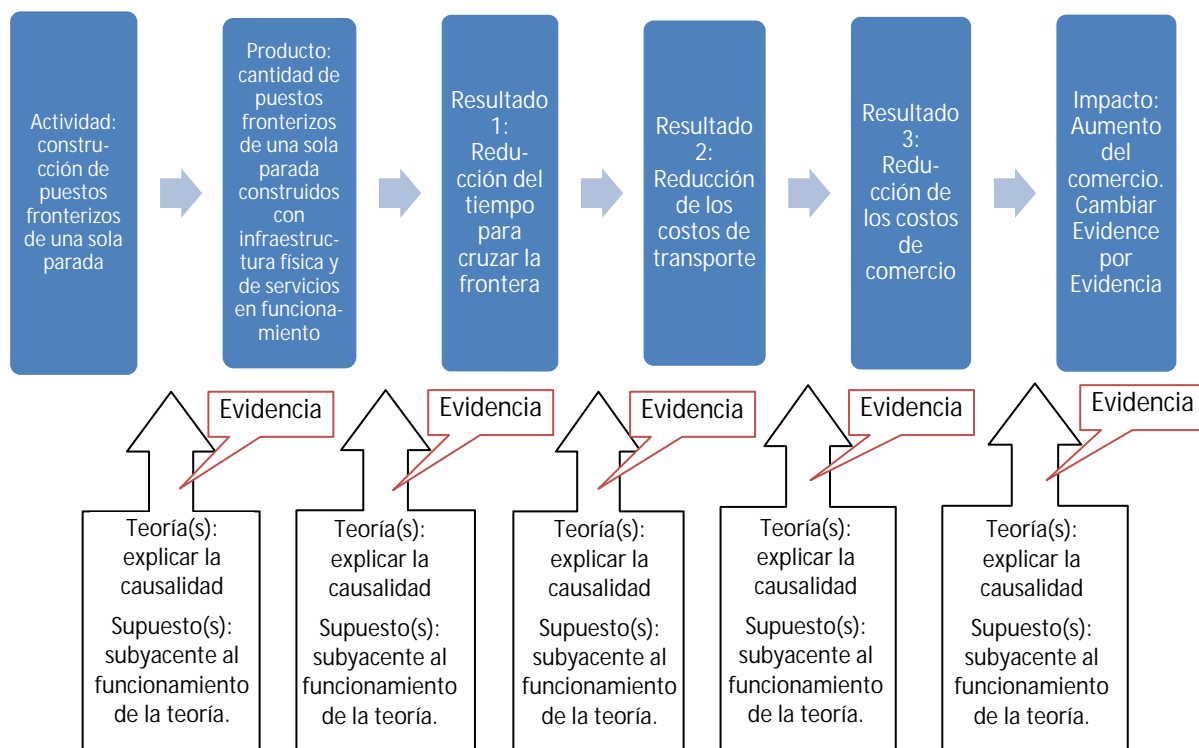 Actividad:
constru-
cción de
puestos
fronterizos
de una sola
parada
Producto:
cantidad de
puestos
fronterizos
de una sola
parada
construidos
con
infraestruc-
tura física y
de servicios
en funciona-
miento
Resultado
1:
Redu-
cción del
tiempo
para
cruzar la
frontera
Resultado
2:
Reducción
de los
costos de
transporte
Resultado
3:
Redu-
cción de
los costos
de
comercio
Impacto:
Aumento
del
comercio.
Cambiar
Evidence
por
Evidencia
Evidencia
Evidencia
Evidencia
Evidencia
Evidencia
Teoría(s):
explicar la
causalidad
Supuesto(s):
subyacente al
funcionamiento
de la teoría.
Teoría(s):
explicar la
causalidad
Supuesto(s):
subyacente al
funcionamiento
de la teoría.
Teoría(s):
explicar la
causalidad
Supuesto(s):
subyacente al
funcionamiento
de la teoría.
Teoría(s):
explicar la
causalidad
Supuesto(s):
subyacente al
funcionamiento
de la teoría.
Teoría(s):
explicar la
causalidad
Supuesto(s):
subyacente al
funcionamiento
de la teoría.